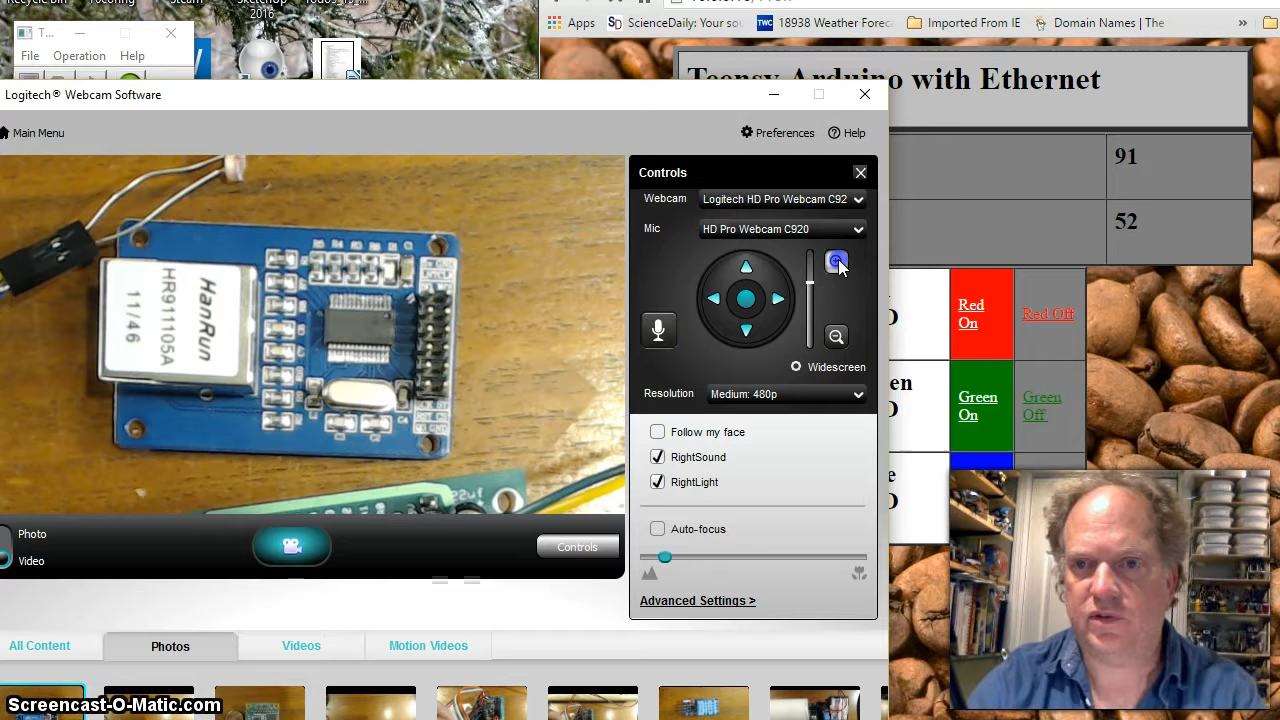 Recycle Bin
Steam
SketchUp
2016
T...
File Operation Help
Apps
ScienceDaily: Your so
TWC
18938 Weather Forec
Imported From IE
Domain Names | The
»
Teensy Arduino with Ethernet
91
52
Red
On
Red Off
Green
On
Green
Off
Logitech® Webcam Software
Main Menu
Preferences
Help
HanRun
HR911105A
11/46
Controls
Webcam
Logitech HD Pro Webcam C92
Mic
HD Pro Webcam C920
Widescreen
Resolution
Medium: 480p
Follow my face
RightSound
RightLight
Auto-focus
Advanced Settings >
Photo
Video
Controls
All Content
Photos
Videos
Motion Videos
Screencast-O-Matic.com